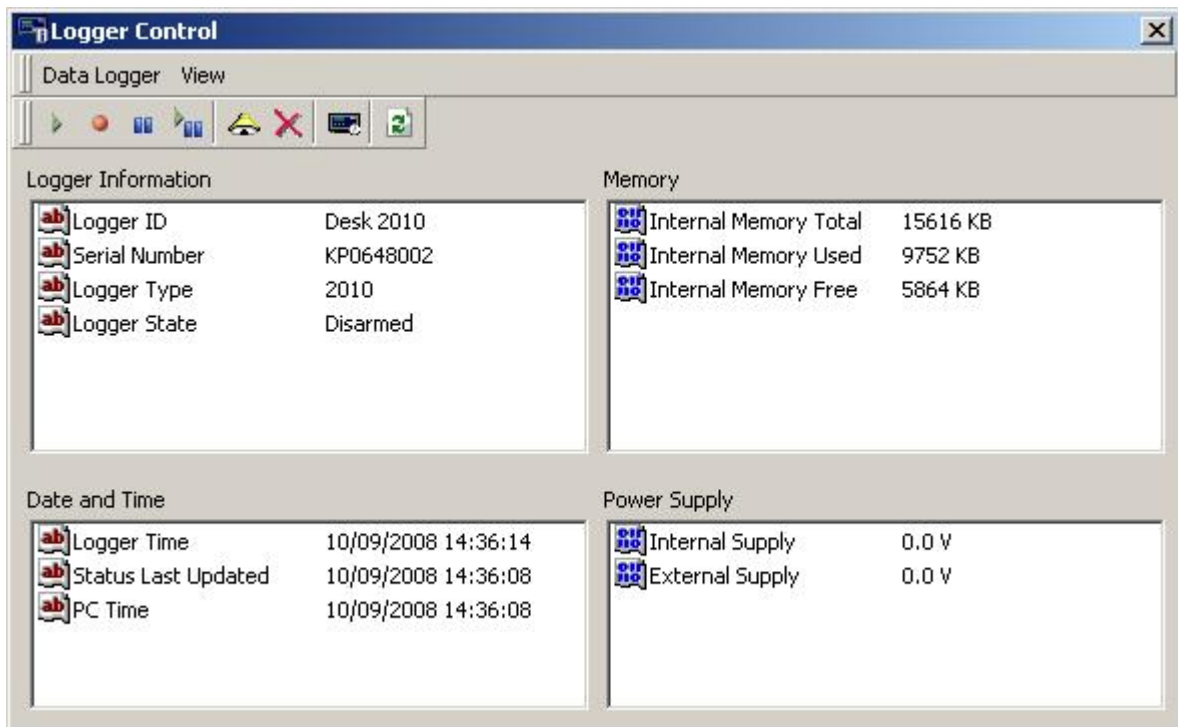 Logger Control
Data Logger View
Logger Information
Logger ID Desk 2010
Serial Number KP0648002
Logger Type 2010
Logger State Disarmed
Memory
Internal Memory Total 15616 KB
Internal Memory Used 9752 KB
Internal Memory Free 5864 KB
Date and Time
Logger Time 10/09/2008 14:36:14
Status Last Updated 10/09/2008 14:36:08
PC Time 10/09/2008 14:36:08
Power Supply
Internal Supply 0.0 V
External Supply 0.0 V